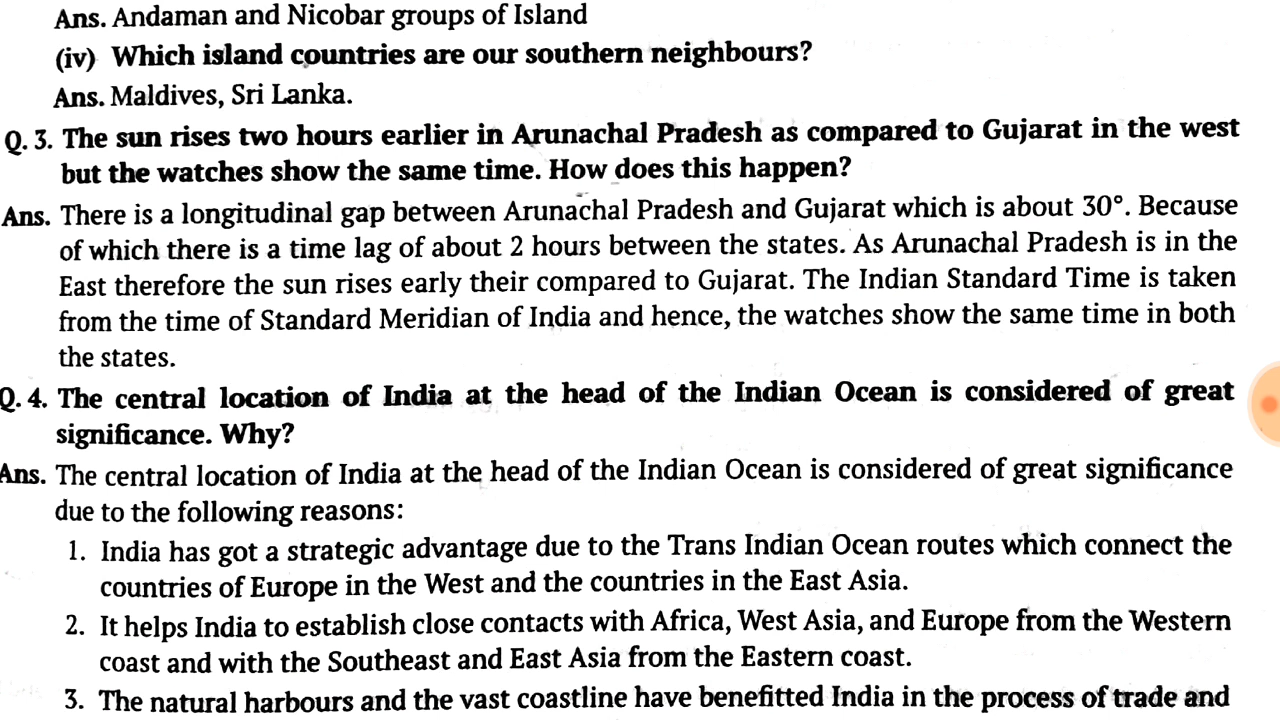 Ans. Andaman and Nicobar groups of Island
(iv) Which island countries are our southern neighbours?
Ans. Maldives, Sri Lanka.
Q. 3. The sun rises two hours earlier in Arunachal Pradesh as compared to Gujarat in the west
but the watches show the same time. How does this happen?
Ans. There is a longitudinal gap between Arunachal Pradesh and Gujarat which is about 30°. Because
of which there is a time lag of about 2 hours between the states. As Arunachal Pradesh is in the
East therefore the sun rises early their compared to Gujarat. The Indian Standard Time is taken
from the time of Standard Meridian of India and hence, the watches show the same time in both
the states.
Q. 4. The central location of India at the head of the Indian Ocean is considered of great
significance. Why?
Ans. The central location of India at the head of the Indian Ocean is considered of great significance
due to the following reasons:
1. India has got a strategic advantage due to the Trans Indian Ocean routes which connect the
countries of Europe in the West and the countries in the East Asia.
2. It helps India to establish close contacts with Africa, West Asia, and Europe from the Western
coast and with the Southeast and East Asia from the Eastern coast.
3. The natural harbours and the vast coastline have benefitted India in the process of trade and